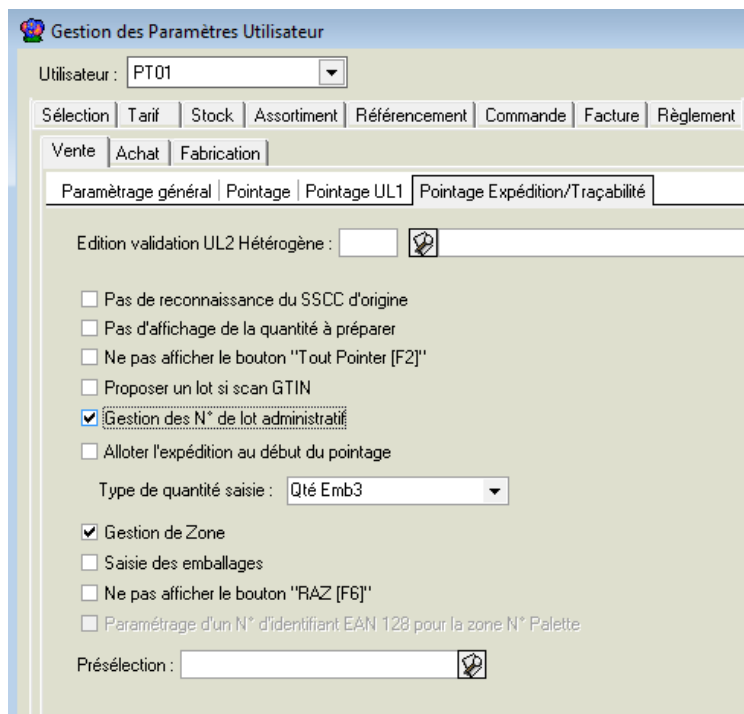 Gestion des Paramètres Utilisateur
Utilisateur : PT01
Sélection Tarif Stock Assortiment Référencement Commande Facture Règlement
Vente Achat Fabrication
Paramètrage général Pointage Pointage UL1 Pointage Expédition/Traçabilité
Edition validation UL2 Hétérogène :
Pas de reconnaissance du SSCC d'origine
Pas d'affichage de la quantité à préparer
Ne pas afficher le bouton "Tout Pointer [F2]"
Proposer un lot si scan GTIN
Gestion des N° de lot administratif
Alloter l'expédition au début du pointage
Type de quantité saisie : Qté Emb3
Gestion de Zone
Saisie des emballages
Ne pas afficher le bouton "RAZ [F6]"
Paramétrage d'un N° d'identifiant EAN 128 pour la zone N° Palette
Présélection :